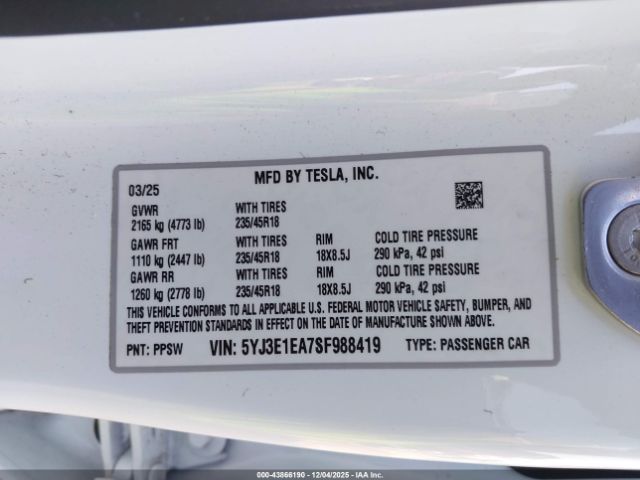 MFD BY TESLA, INC.
03/25
GVWR WITH TIRES
2165 kg (4773 lb) 235/45R18
GAWR FRT WITH TIRES RIM COLD TIRE PRESSURE
1110 kg (2447 lb) 235/45R18 18X8.5J 290 kPa, 42 psi
GAWR RR WITH TIRES RIM COLD TIRE PRESSURE
1260 kg (2778 lb) 235/45R18 18X8.5J 290 kPa, 42 psi
THIS VEHICLE CONFORMS TO ALL APPLICABLE U.S. FEDERAL MOTOR VEHICLE SAFETY, BUMPER, AND
THEFT PREVENTION STANDARDS IN EFFECT ON THE DATE OF MANUFACTURE SHOWN ABOVE.
PNT: PPSW VIN: 5YJ3E1EA7SF988419 TYPE: PASSENGER CAR
000-43866190 - 12/04/2025 - IAAI.COM